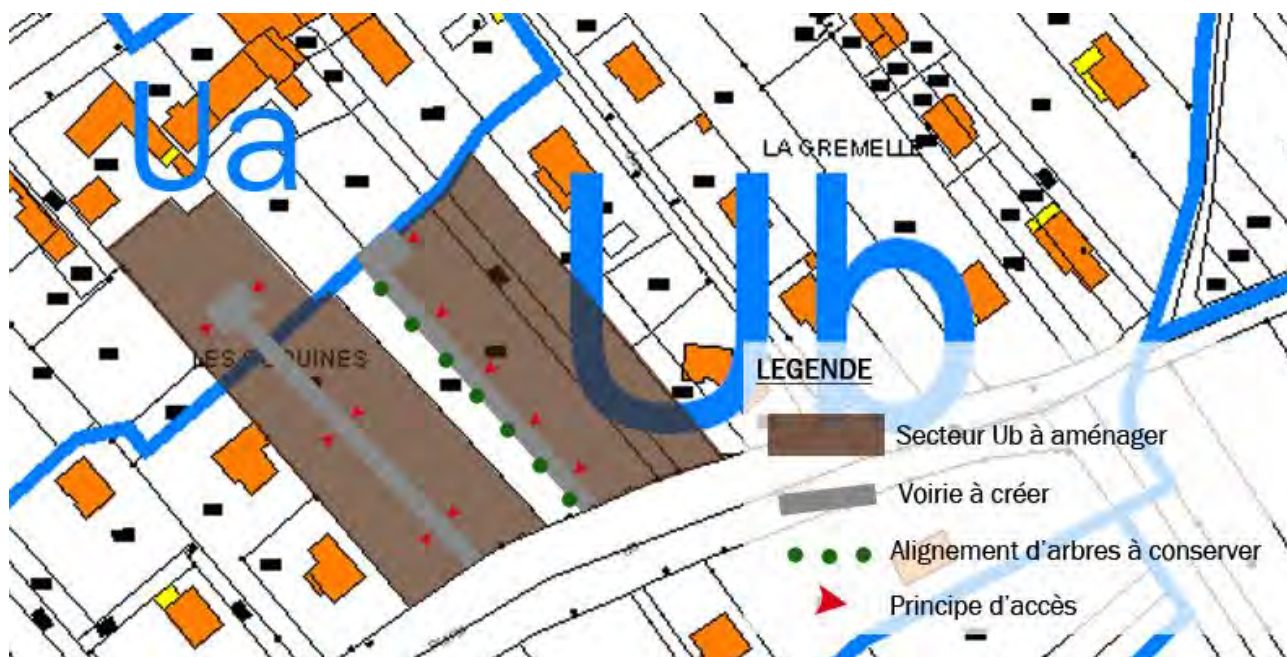 Ua
LA GREMELLE
Ub
LEGENDE
Secteur Ub à aménager
Voirie à créer
Alignement d'arbres à conserver
Principe d'accès